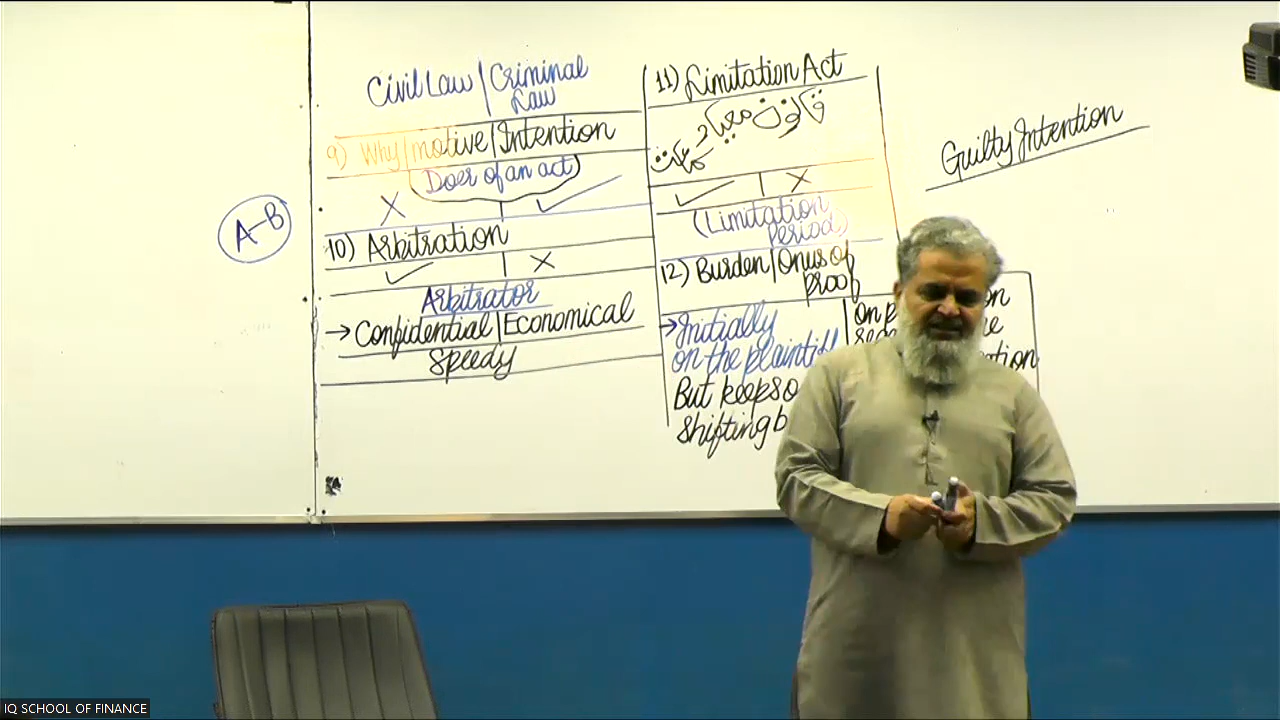 Civil Law | Criminal Law
9) Why/motive/Intention
Doer of an act
X | ✓
10) Arbitration
✓ | X
Arbitrator
→ Confidential | Economical
Speedy
11) Limitation Act
قانون معیاد
✓ | X
(Limitation
period)
12) Burden/Onus of
proof
→ Initially
on the plaintiff
But keeps
shifting
On
Guilty Intention
A-B
IQ SCHOOL OF FINANCE